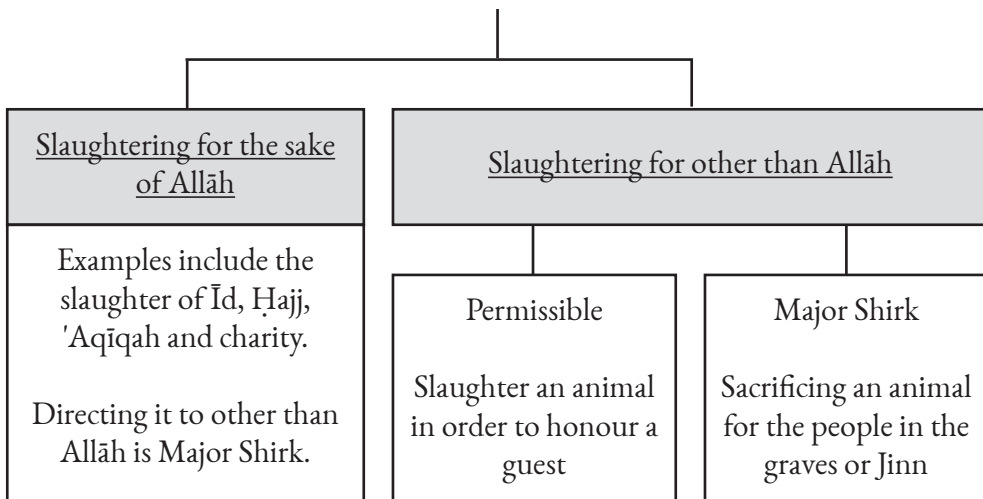 Slaughtering for the sake
of Allāh
Examples include the
slaughter of Īd, Ḥajj,
'Aqīqah and charity.
Directing it to other than
Allāh is Major Shirk.
Slaughtering for other than Allāh
Permissible
Slaughter an animal
in order to honour a
guest
Major Shirk
Sacrificing an animal
for the people in the
graves or Jinn